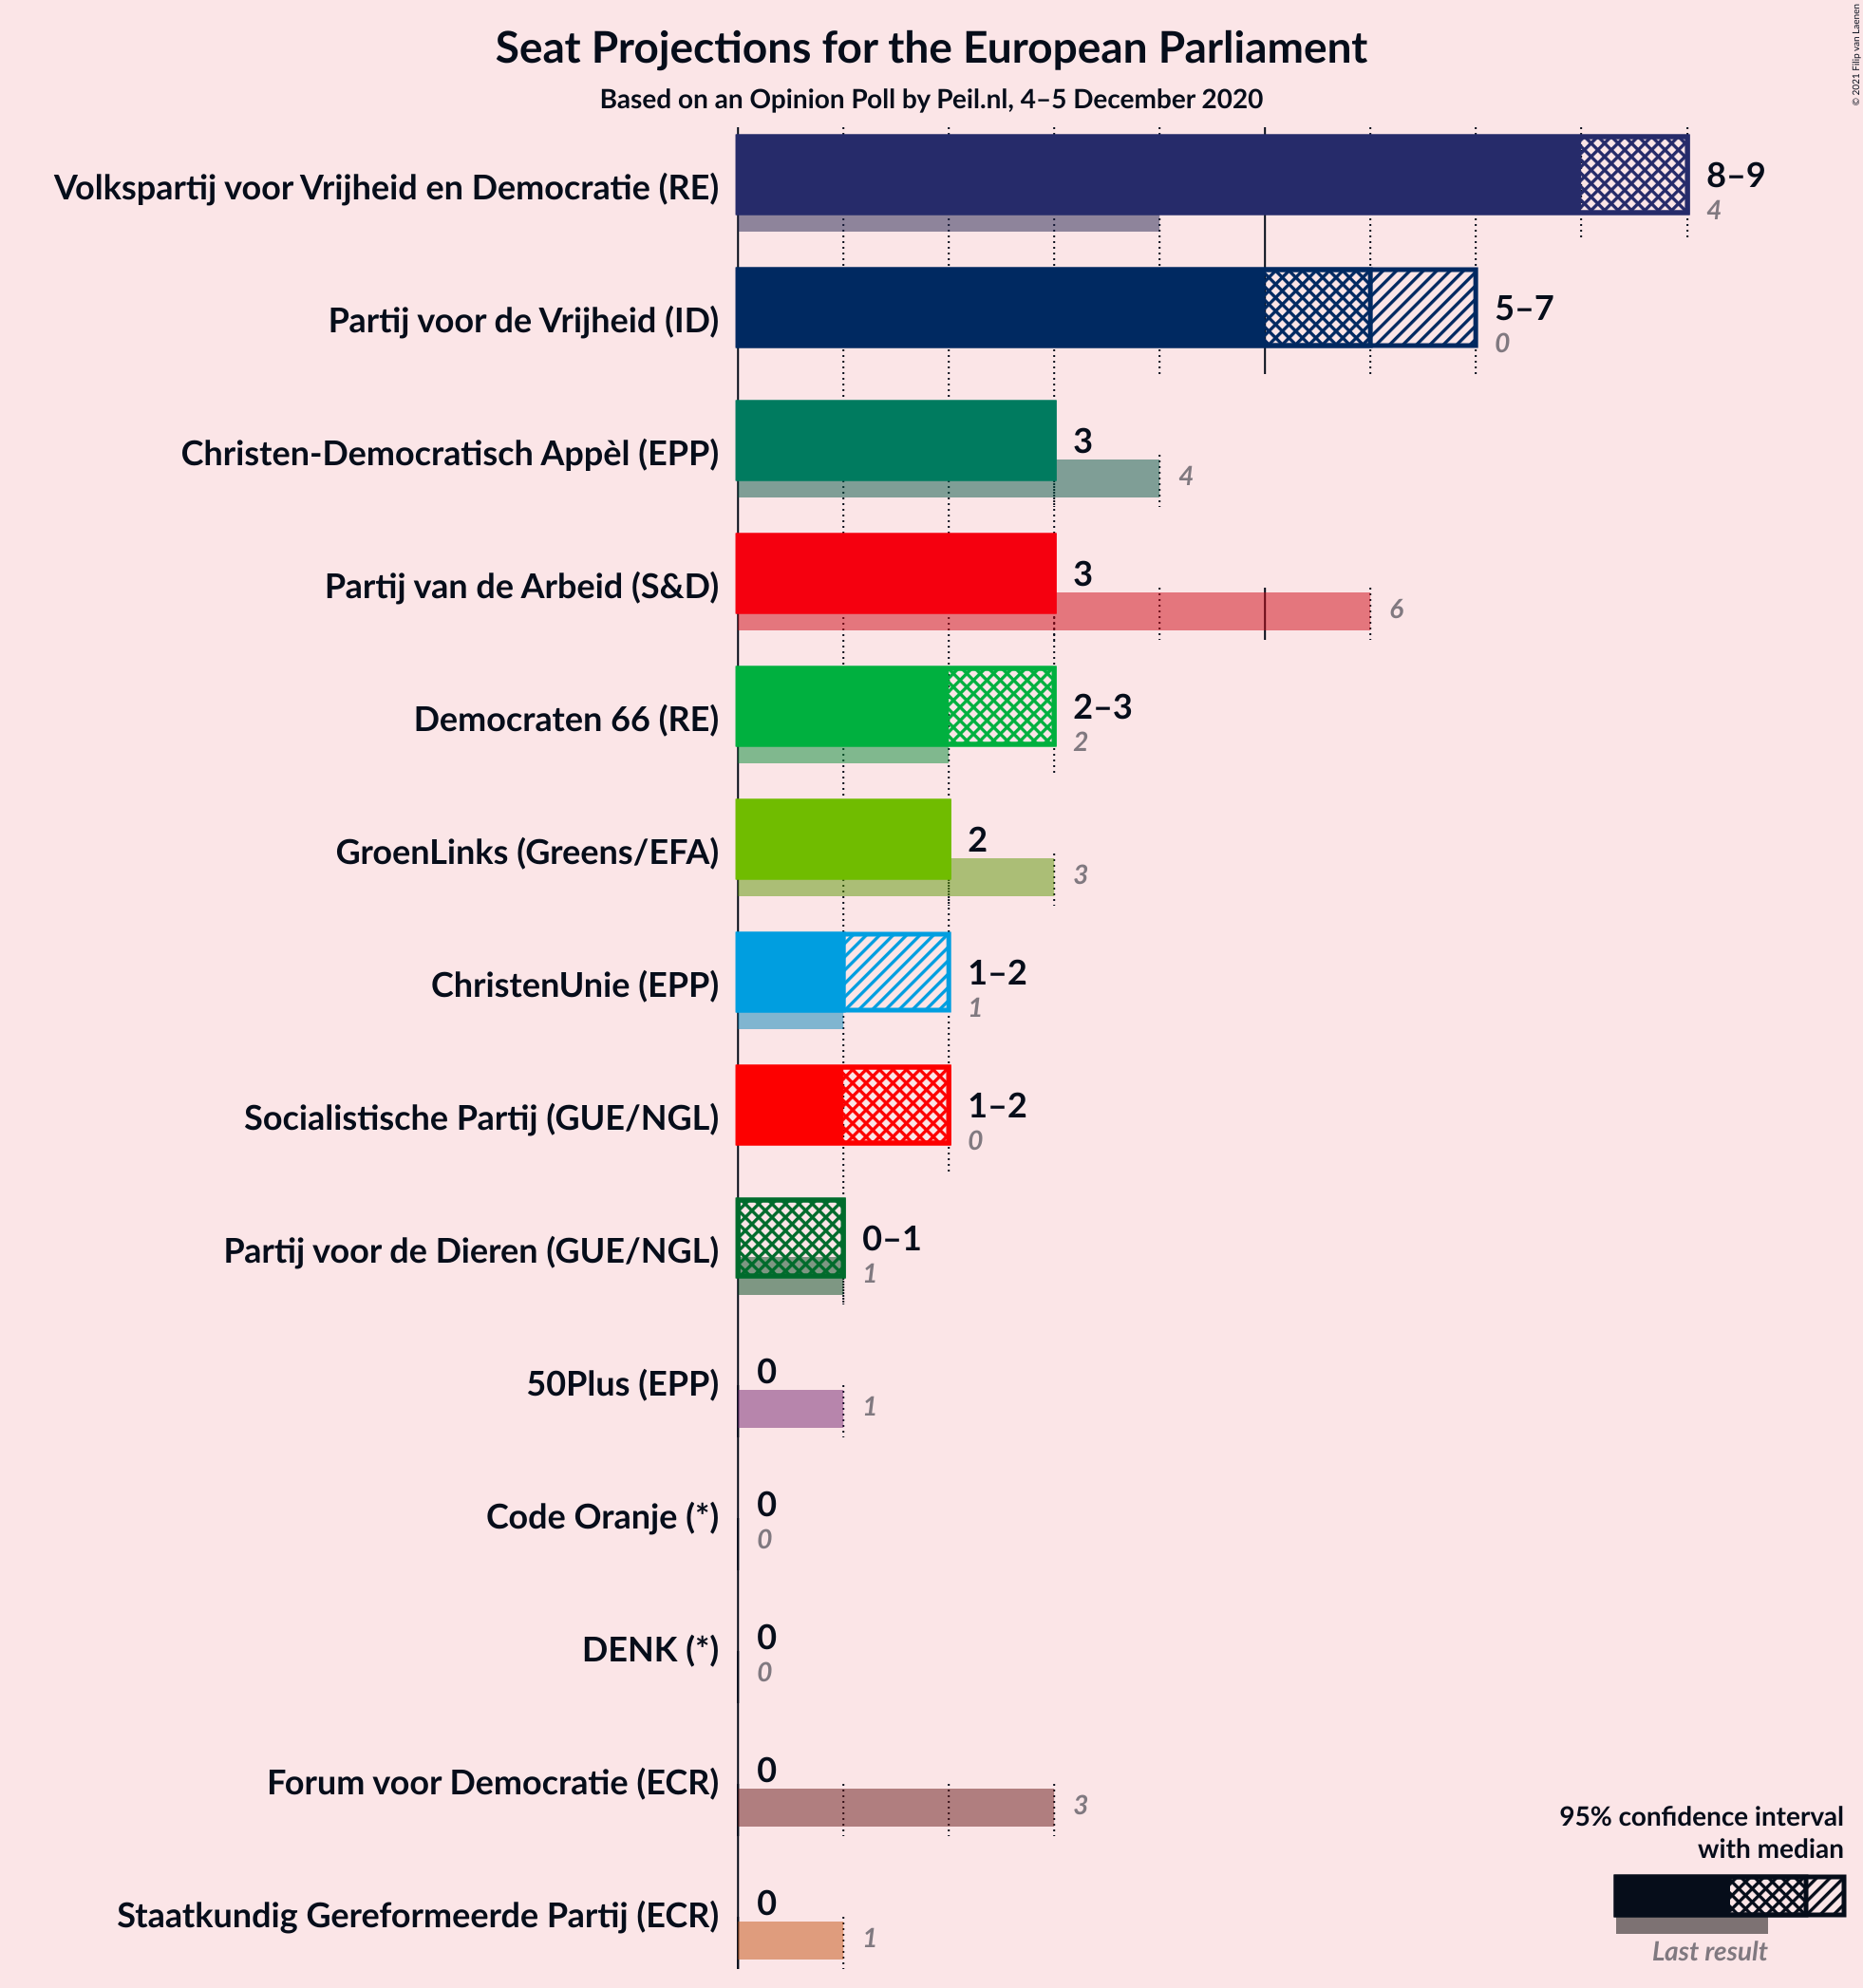 Seat Projections for the European Parliament
Based on an Opinion Poll by Peil.nl, 4–5 December 2020
© 2021 Filip van Laenen
Volkspartij voor Vrijheid en Democratie (RE)
8–9
4
Partij voor de Vrijheid (ID)
5–7
0
Christen-Democratisch Appèl (EPP)
3
4
Partij van de Arbeid (S&D)
3
6
Democraten 66 (RE)
2–3
2
GroenLinks (Greens/EFA)
2
3
ChristenUnie (EPP)
1–2
1
Socialistische Partij (GUE/NGL)
1–2
0
Partij voor de Dieren (GUE/NGL)
0–1
1
50Plus (EPP)
0
1
Code Oranje (*)
0
0
DENK (*)
0
0
Forum voor Democratie (ECR)
0
3
Staatkundig Gereformeerde Partij (ECR)
0
1
95% confidence interval
with median
Last result